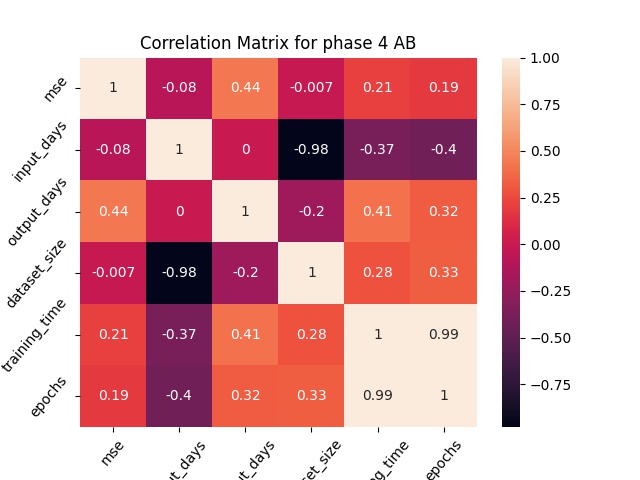 Correlation Matrix for phase 4 AB
mse 1 -0.08 0.44 -0.007 0.21 0.19
input_days -0.08 1 0 -0.98 -0.37 -0.4
output_days 0.44 0 1 -0.2 0.41 0.32
dataset_size -0.007 -0.98 -0.2 1 0.28 0.33
training_time 0.21 -0.37 0.41 0.28 1 0.99
epochs 0.19 -0.4 0.32 0.33 0.99 1
mse ut_days ut_days set_size ng_time epochs
1.00
0.75
0.50
0.25
0.00
−0.25
−0.50
−0.75